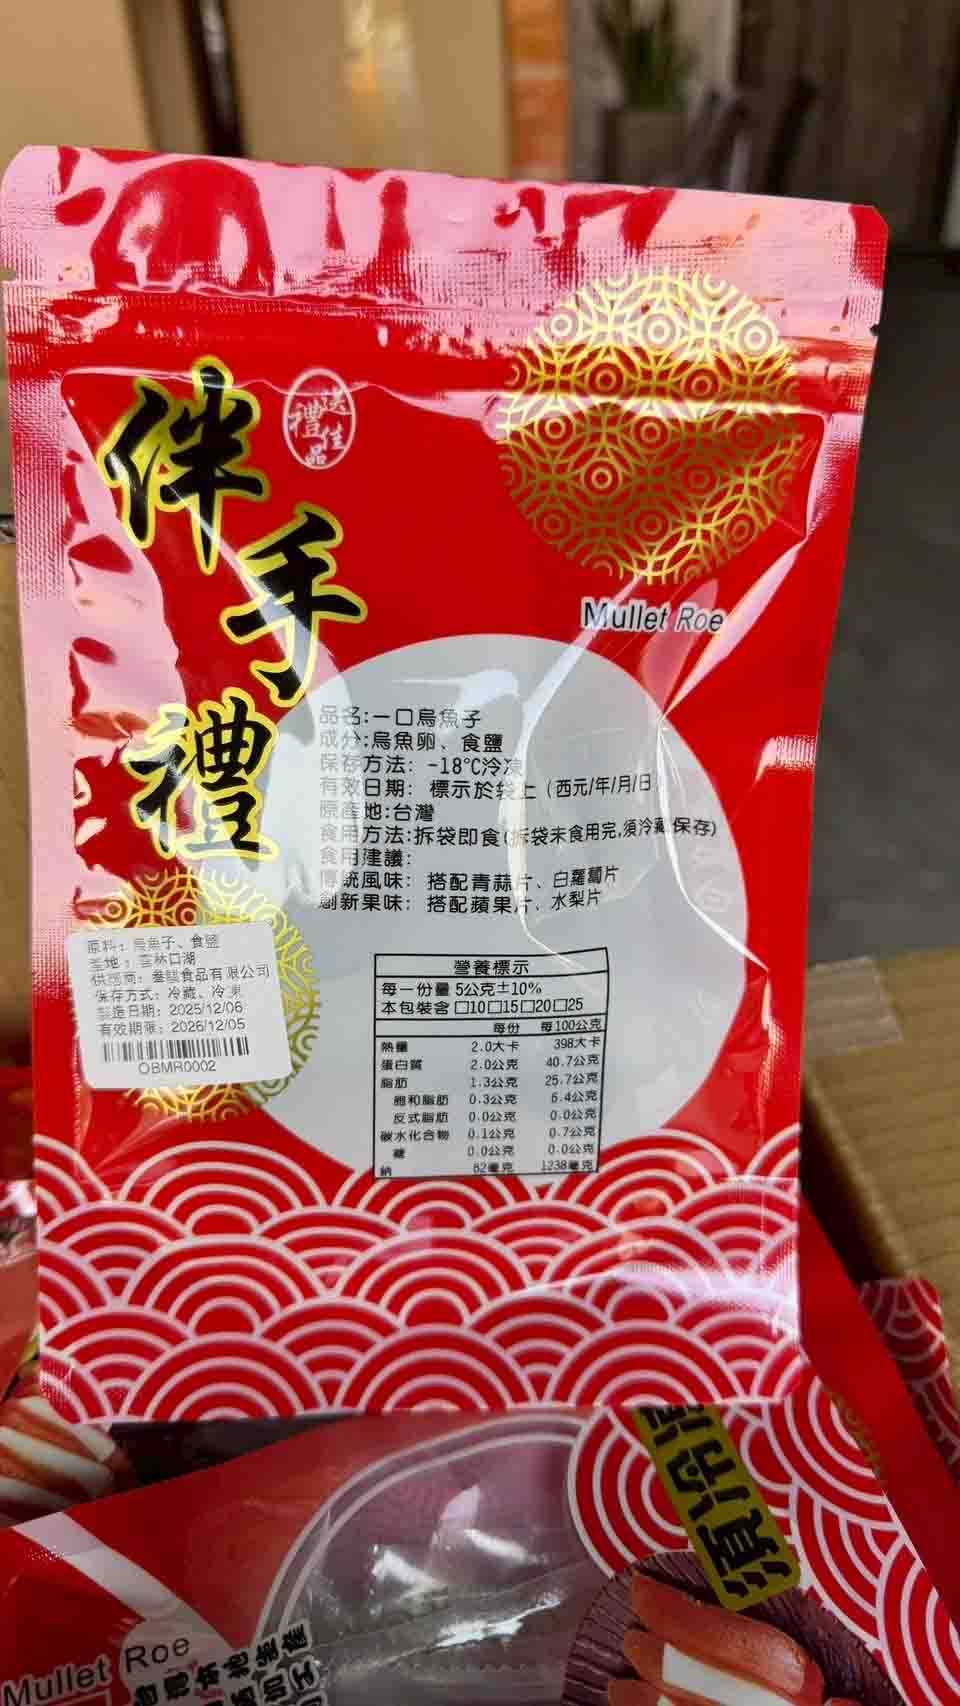 伴手禮
送禮佳品
Mullet Roe
品名:一口烏魚子
成分:烏魚卵、食鹽
保存方法: -18℃冷凍
有效日期: 標示於袋上 (西元/年/月/日
原產地:台灣
食用方法:拆袋即食(拆袋未食用完,須冷藏保存)
食用建議:
傳統風味: 搭配青蒜片、白蘿蔔片
創新果味: 搭配蘋果片、水梨片
原料: 烏魚子、食鹽
產地: 雲林口湖
供應商: 食品有限公司
保存方式: 冷藏、冷凍
製造日期: 2025/12/06
有效期限: 2026/12/05
OBMR0002
營養標示
每一份量 5公克±10%
本包裝含 □10□15□20□25
每份 每100公克
熱量 2.0大卡 398大卡
蛋白質 2.0公克 40.7公克
脂肪 1.3公克 25.7公克
飽和脂肪 0.3公克 6.4公克
反式脂肪 0.0公克 0.0公克
碳水化合物 0.1公克 0.7公克
糖 0.0公克 0.0公克
鈉 62毫克 1238毫克
須冷凍
Mullet Roe